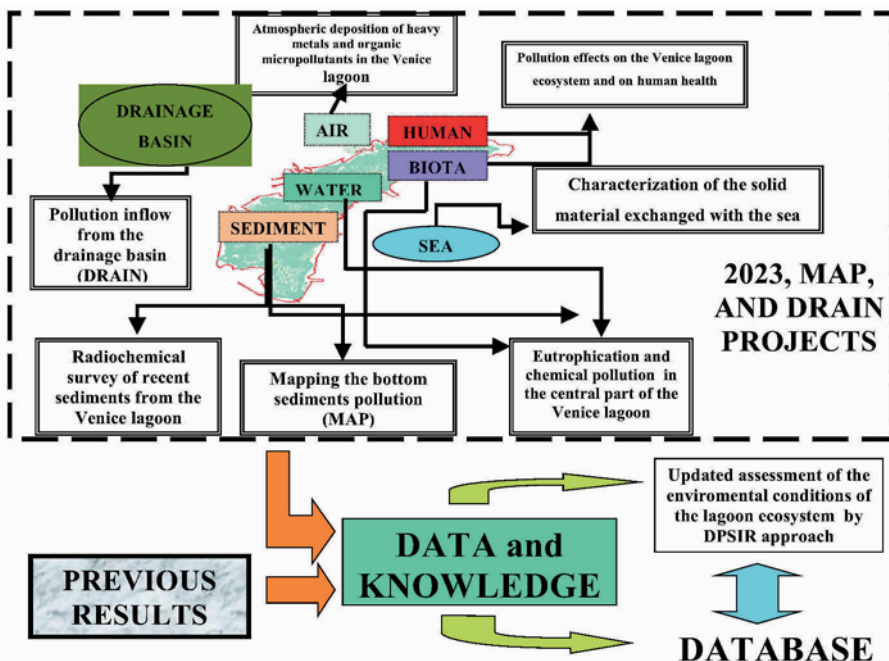 Atmospheric deposition of heavy
metals and organic
micropollutants in the Venice
lagoon
Pollution effects on the Venice lagoon
ecosystem and on human health
DRAINAGE
BASIN
AIR
HUMAN
BIOTA
WATER
SEDIMENT
SEA
Characterization of the solid
material exchanged with the sea
Pollution inflow
from the
drainage basin
(DRAIN)
2023, MAP,
AND DRAIN
PROJECTS
Radiochemical
survey of recent
sediments from the
Venice lagoon
Mapping the bottom
sediments pollution
(MAP)
Eutrophication and
chemical pollution in
the central part of the
Venice lagoon
Updated assessment of the
enviromental conditions of
the lagoon ecosystem by
DPSIR approach
PREVIOUS
RESULTS
DATA and
KNOWLEDGE
DATABASE